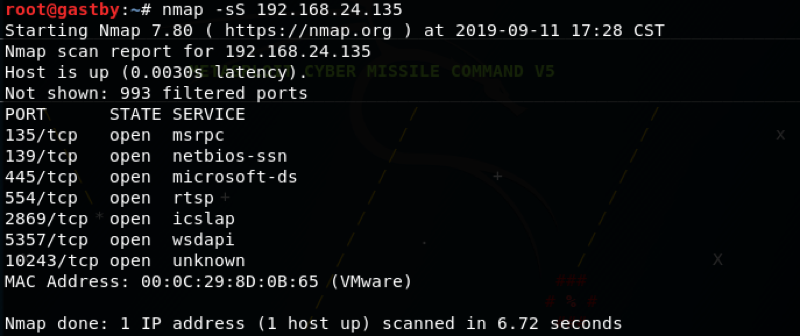 root@gastby:~# nmap -sS 192.168.24.135
Starting Nmap 7.80 ( https://nmap.org ) at 2019-09-11 17:28 CST
Nmap scan report for 192.168.24.135
Host is up (0.0030s latency).
METASPLOIT CYBER MISSILE COMMAND V5
Not shown: 993 filtered ports
PORT      STATE SERVICE
135/tcp   open  msrpc
139/tcp   open  netbios-ssn
445/tcp   open  microsoft-ds
554/tcp   open  rtsp
2869/tcp  open  icslap
5357/tcp  open  wsdapi
10243/tcp open  unknown
MAC Address: 00:0C:29:8D:0B:65 (VMware)
Nmap done: 1 IP address (1 host up) scanned in 6.72 seconds